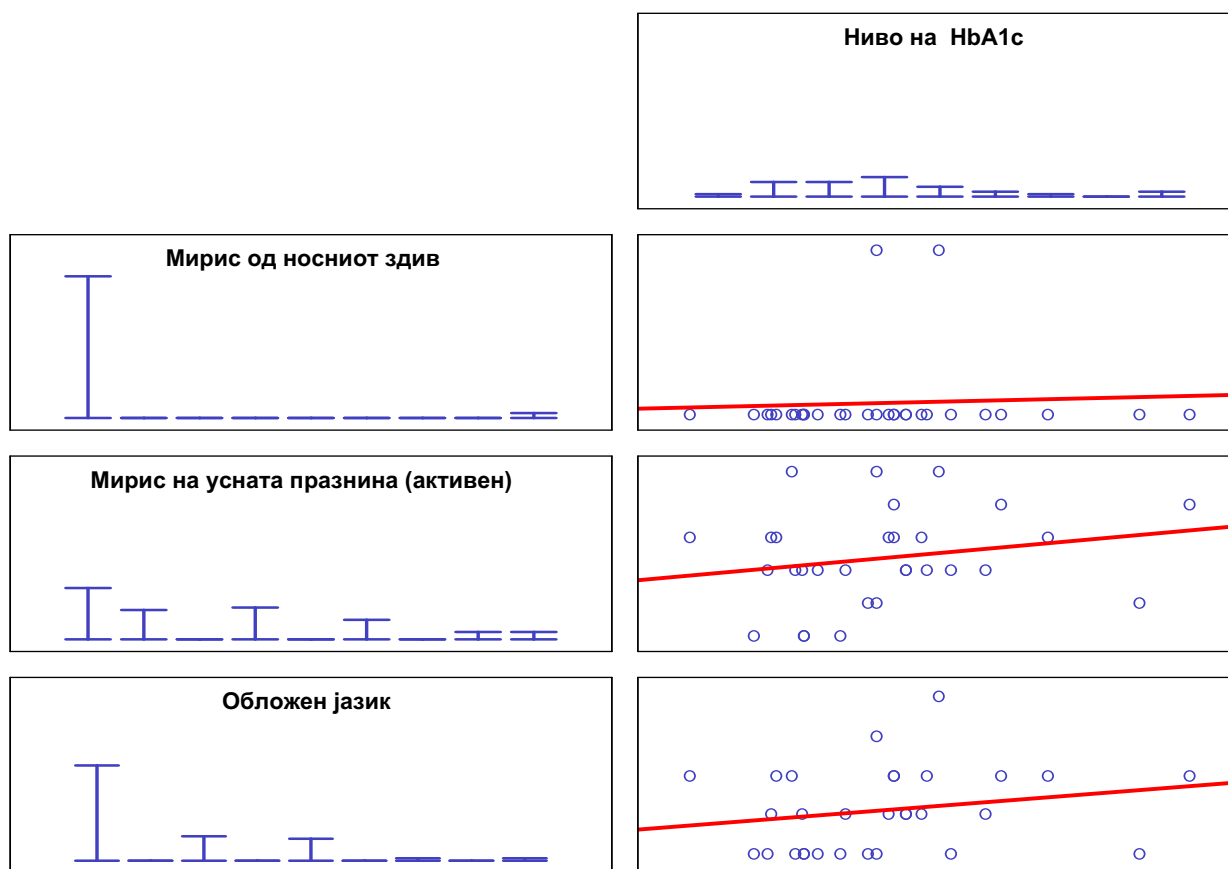 Ниво на  HbA1c
Мирис од носниот здив
Мирис на усната празнина (активен)
Обложен јазик